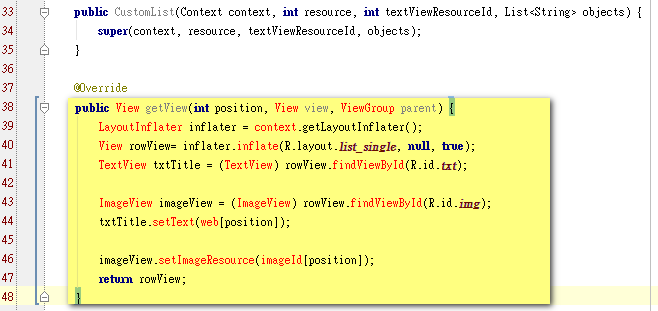 33 public CustomList(Context context, int resource, int textViewResourceId, List<String> objects) {
34 super(context, resource, textViewResourceId, objects);
35 }
36
37 @Override
38 public View getView(int position, View view, ViewGroup parent) {
39 LayoutInflater inflater = context.getLayoutInflater();
40 View rowView= inflater.inflate(R.layout.list_single, null, true);
41 TextView txtTitle = (TextView) rowView.findViewById(R.id.txt);
42
43 ImageView imageView = (ImageView) rowView.findViewById(R.id.img);
44 txtTitle.setText(web[position]);
45
46 imageView.setImageResource(imageId[position]);
47 return rowView;
48 }